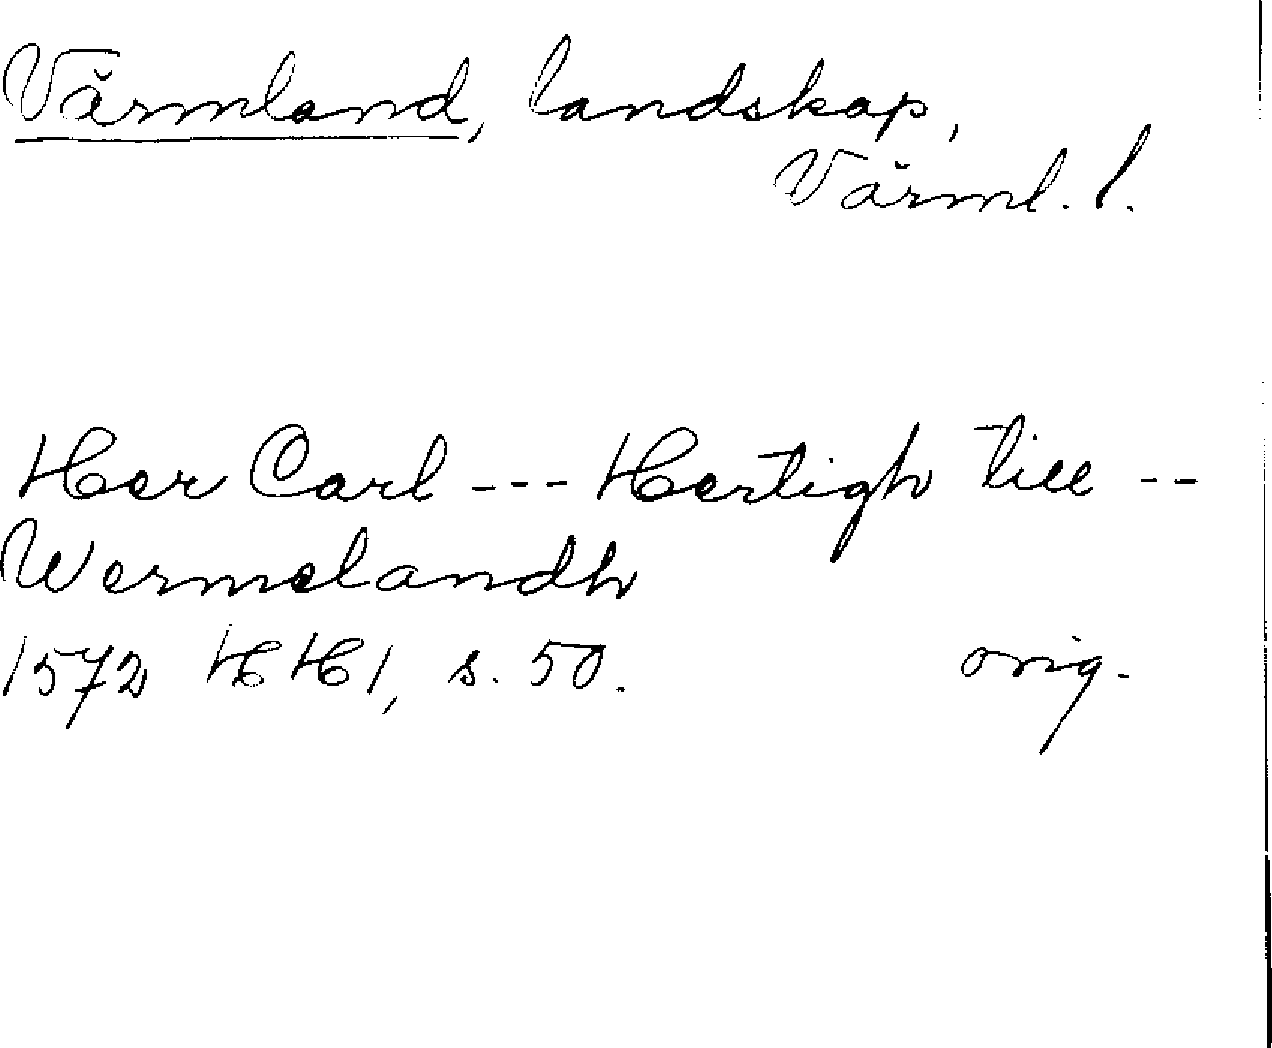 Värmland, landskap,
Värml. l.
Her Carl --- Hertigh till --
Wermelandh
1572 HH1, s. 50. orig.